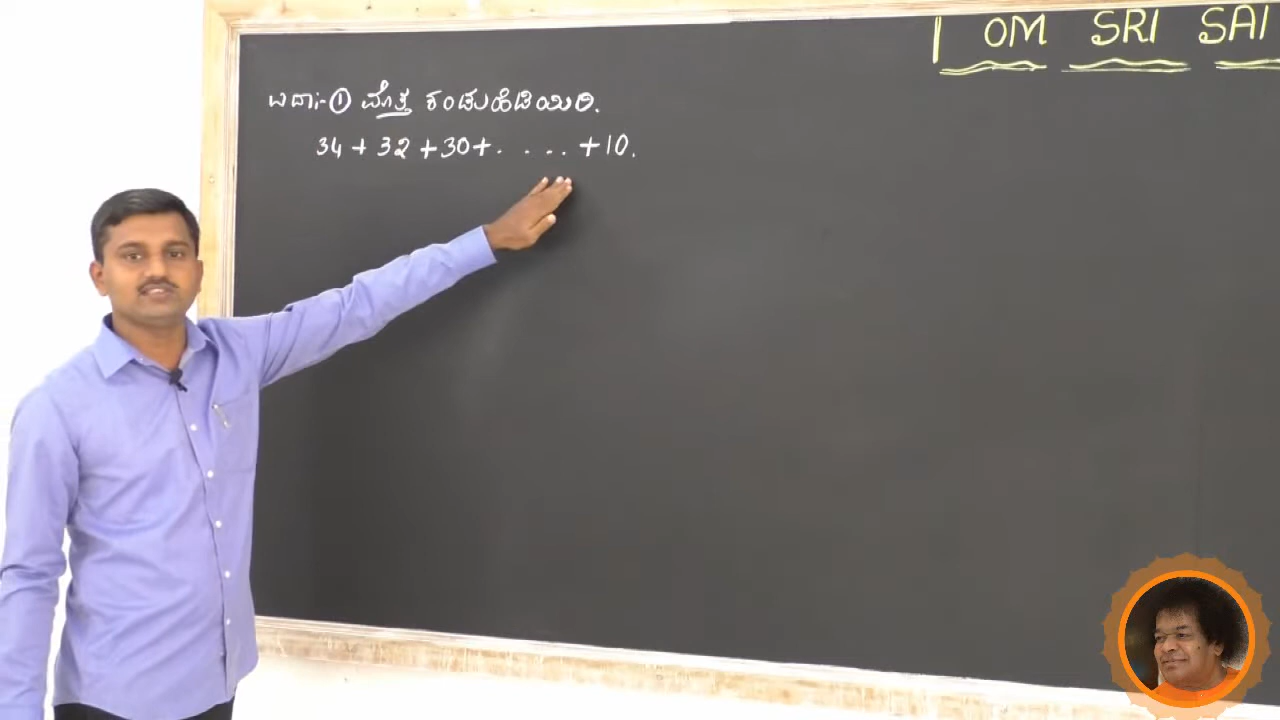 OM SRI SAI
ಉದಾ:- ① ಮೊತ್ತ ಕಂಡುಹಿಡಿಯಿರಿ.
34 + 32 + 30 + . . . . + 10.